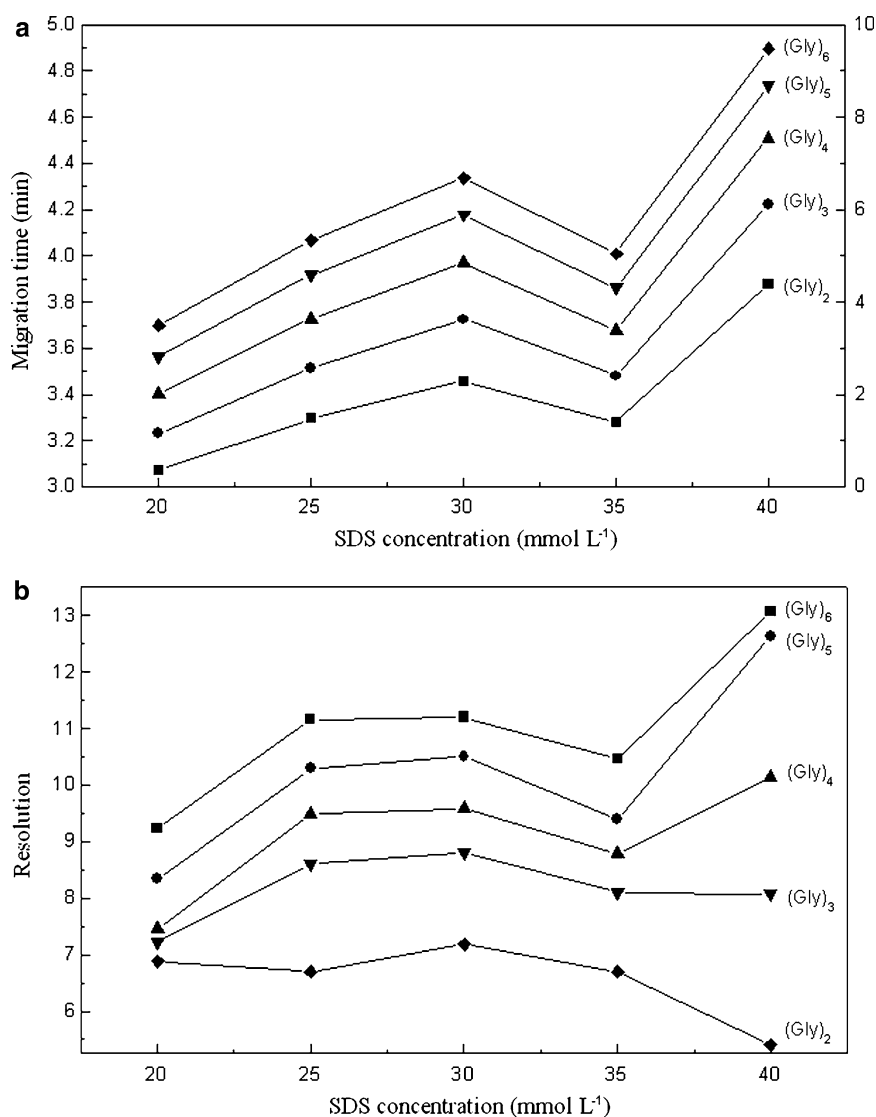 a
5.0
4.8
4.6
4.4
4.2
4.0
3.8
3.6
3.4
3.2
3.0
Migration time (min)
10
8
6
4
2
0
(Gly)6
(Gly)5
(Gly)4
(Gly)3
(Gly)2
20 25 30 35 40
SDS concentration (mmol L-1)
b
13
12
11
10
9
8
7
6
Resolution
(Gly)6
(Gly)5
(Gly)4
(Gly)3
(Gly)2
20 25 30 35 40
SDS concentration (mmol L-1)